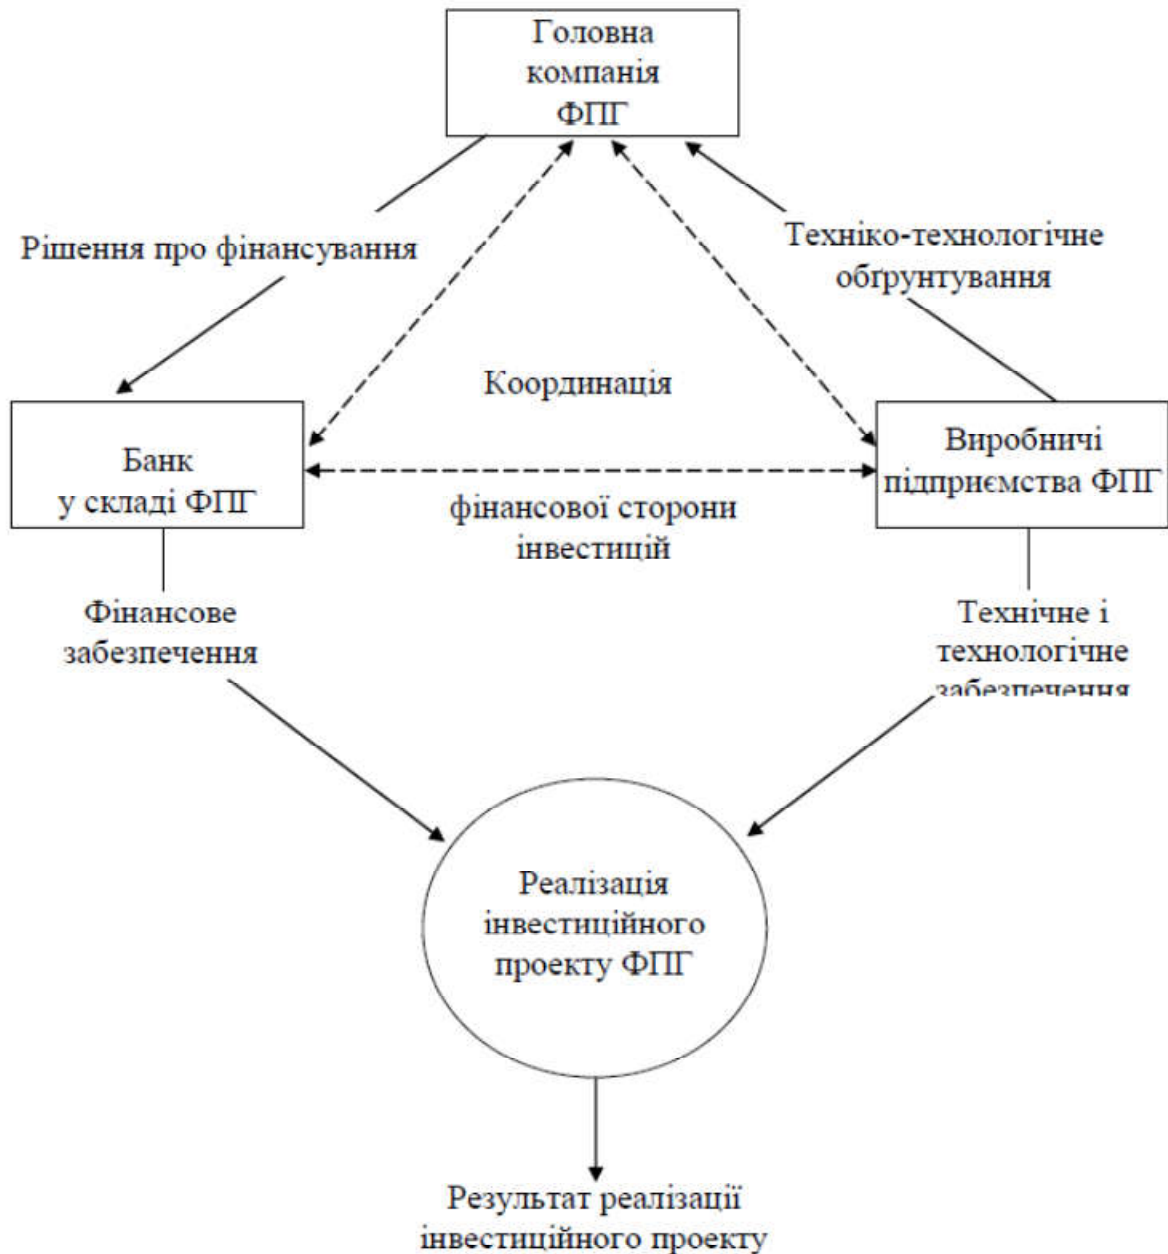 Головна
компанія
ФПГ
Рішення про фінансування
Техніко-технологічне
обґрунтування
Координація
Банк
у складі ФПГ
Виробничі
підприємства ФПГ
фінансової сторони
інвестицій
Фінансове
забезпечення
Технічне і
технологічне
забезпечення
Реалізація
інвестиційного
проекту ФПГ
Результат реалізації
інвестиційного проекту